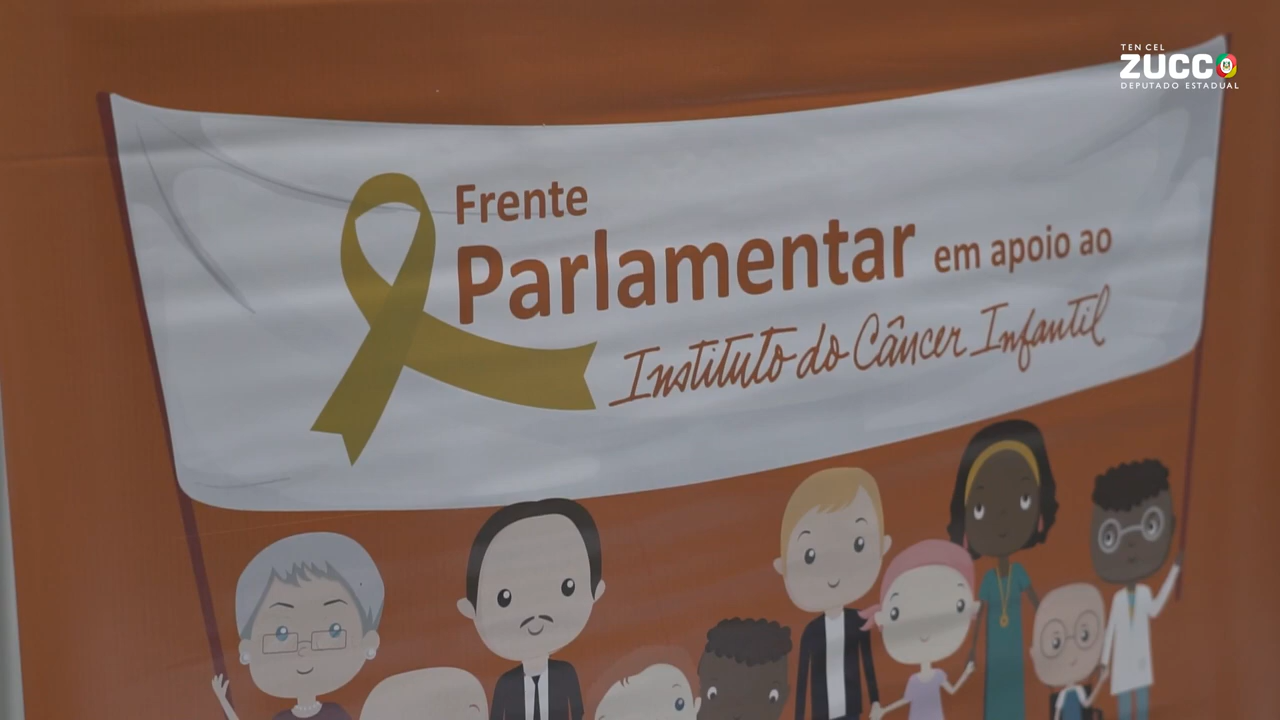 TEN CEL
ZUCCO
DEPUTADO ESTADUAL
Frente
Parlamentar em apoio ao
Instituto do Câncer Infantil